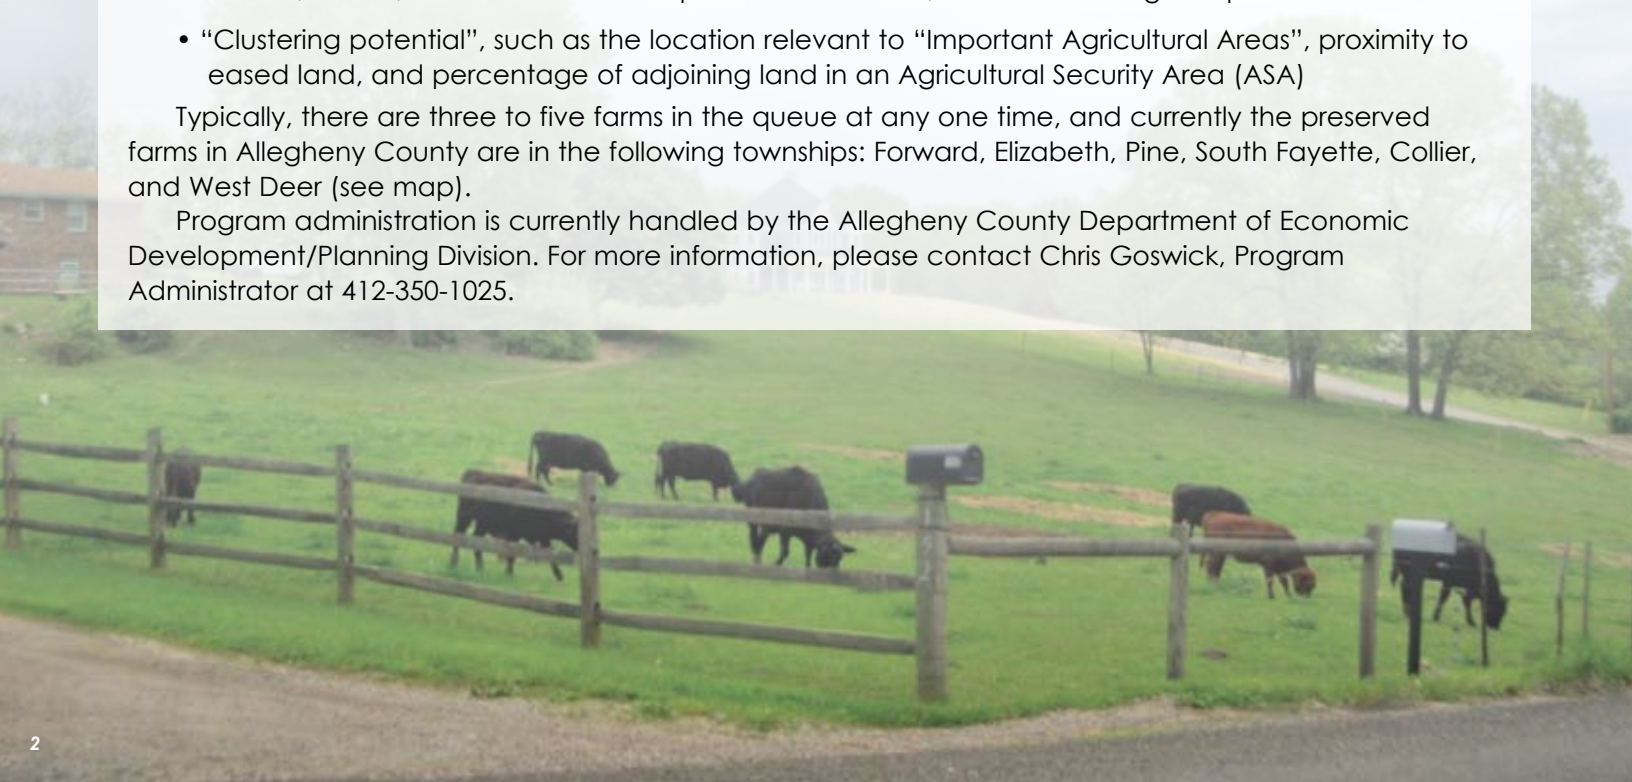 • “Clustering potential”, such as the location relevant to “Important Agricultural Areas”, proximity to
eased land, and percentage of adjoining land in an Agricultural Security Area (ASA)
Typically, there are three to five farms in the queue at any one time, and currently the preserved
farms in Allegheny County are in the following townships: Forward, Elizabeth, Pine, South Fayette, Collier,
and West Deer (see map).
Program administration is currently handled by the Allegheny County Department of Economic
Development/Planning Division. For more information, please contact Chris Goswick, Program
Administrator at 412-350-1025.
2